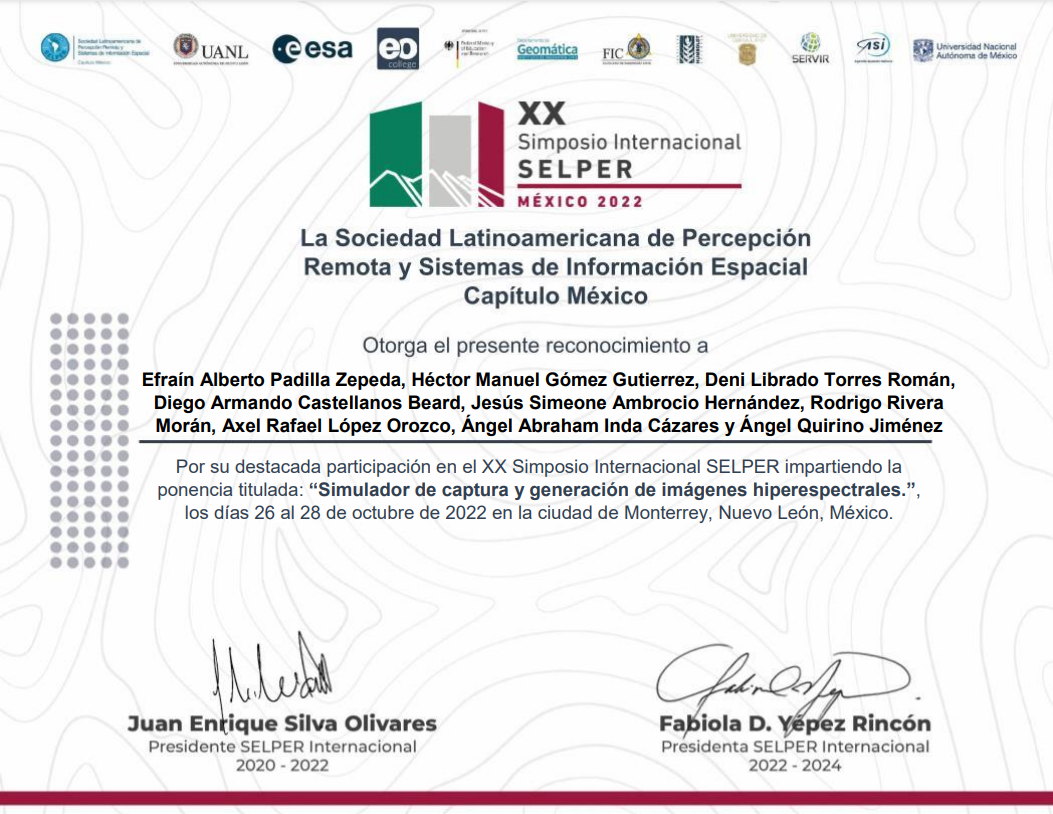 Sociedad Latinoamericana de
Percepción Remota y
Sistemas de Información Espacial
Capítulo México
UANL
esa
eo
college
Geomática
FIC
SERVIR
asi
Universidad Nacional
Autónoma de México
XX
Simposio Internacional
SELPER
MÉXICO 2022
La Sociedad Latinoamericana de Percepción
Remota y Sistemas de Información Espacial
Capítulo México
Otorga el presente reconocimiento a
Efraín Alberto Padilla Zepeda, Héctor Manuel Gómez Gutierrez, Deni Librado Torres Román,
Diego Armando Castellanos Beard, Jesús Simeone Ambrocio Hernández, Rodrigo Rivera
Morán, Axel Rafael López Orozco, Ángel Abraham Inda Cázares y Ángel Quirino Jiménez
Por su destacada participación en el XX Simposio Internacional SELPER impartiendo la
ponencia titulada: “Simulador de captura y generación de imágenes hiperespectrales.”,
los días 26 al 28 de octubre de 2022 en la ciudad de Monterrey, Nuevo León, México.
Juan Enrique Silva Olivares
Presidente SELPER Internacional
2020 - 2022
Fabiola D. Yépez Rincón
Presidenta SELPER Internacional
2022 - 2024